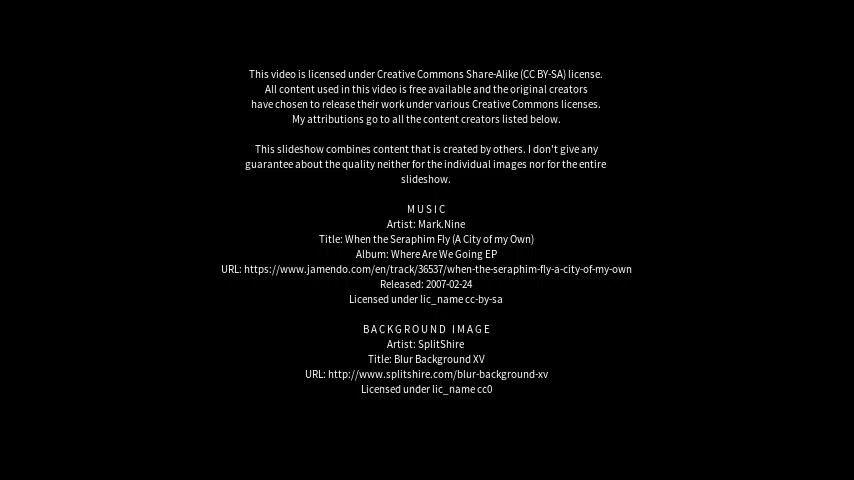 This video is licensed under Creative Commons Share-Alike (CC BY-SA) license.
All content used in this video is free available and the original creators
have chosen to release their work under various Creative Commons licenses.
My attributions go to all the content creators listed below.
This slideshow combines content that is created by others. I don't give any
guarantee about the quality neither for the individual images nor for the entire
slideshow.
MUSIC
Artist: Mark.Nine
Title: When the Seraphim Fly (A City of my Own)
Album: Where Are We Going EP
URL: https://www.jamendo.com/en/track/36537/when-the-seraphim-fly-a-city-of-my-own
Released: 2007-02-24
Licensed under lic_name cc-by-sa
BACKGROUND IMAGE
Artist: SplitShire
Title: Blur Background XV
URL: http://www.splitshire.com/blur-background-xv
Licensed under lic_name cc0